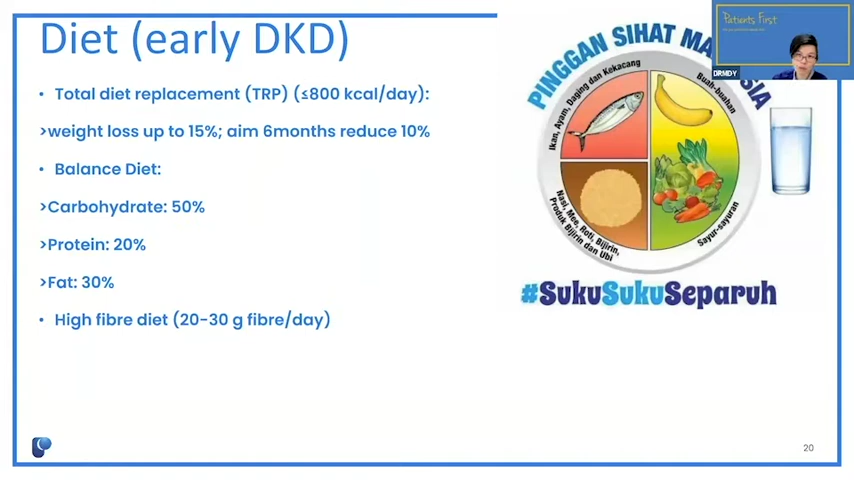 Diet (early DKD)
• Total diet replacement (TRP) (≤800 kcal/day):
>weight loss up to 15%; aim 6months reduce 10%
• Balance Diet:
>Carbohydrate: 50%
>Protein: 20%
>Fat: 30%
• High fibre diet (20-30 g fibre/day)
PINGGAN SIHAT MA
SIA
Ikan, Ayam, Daging dan Kekacang
Buah-buahan
Nasi, Mee, Roti, Bijirin,
Produk Bijirin dan Ubi
Sayur-sayuran
#SukuSukuSeparuh
Patients First
DRMDY
20